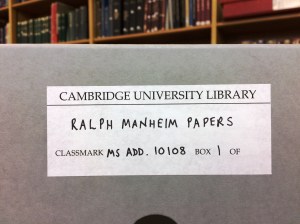 CAMBRIDGE UNIVERSITY LIBRARY
RALPH MANHEIM PAPERS
CLASSMARK MS ADD. 10108 BOX 1 OF